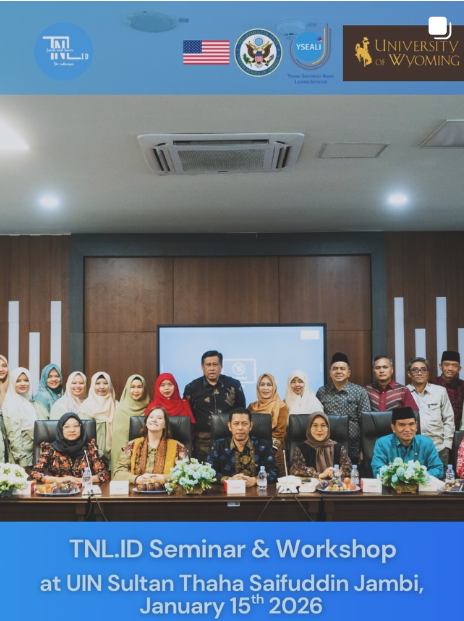 TNL.ID
YSEALI
UNIVERSITY
OF WYOMING
TNL.ID Seminar & Workshop
at UIN Sultan Thaha Saifuddin Jambi,
January 15th 2026